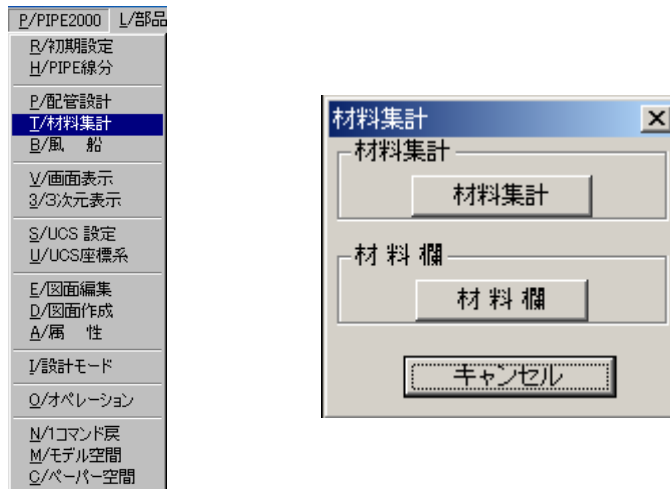 P/PIPE2000 L/部品
R/初期設定
H/PIPE線分
P/配管設計
T/材料集計
B/風 船
V/画面表示
3/3次元表示
S/UCS 設定
U/UCS座標系
E/図面編集
D/図面作成
A/属 性
I/設計モード
O/オペレーション
N/1コマンド戻
M/モデル空間
C/ペーパー空間
材料集計
材料集計
材料集計
材 料 欄
材 料 欄
キャンセル